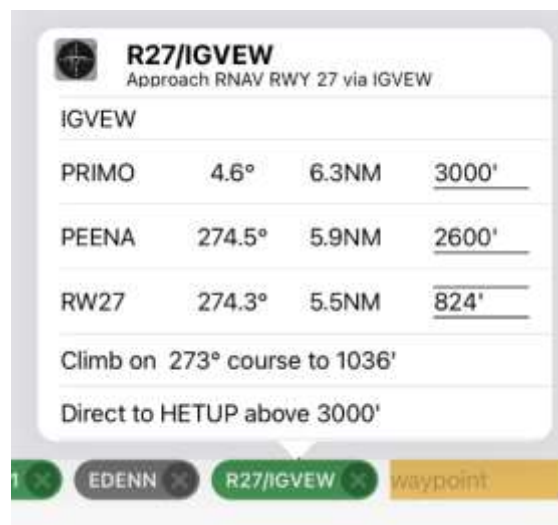 R27/IGVEW
Approach RNAV RWY 27 via IGVEW
IGVEW
PRIMO 4.6° 6.3NM 3000'
PEENA 274.5° 5.9NM 2600'
RW27 274.3° 5.5NM 824'
Climb on 273° course to 1036'
Direct to HETUP above 3000'
1 EDENN R27/IGVEW waypoint